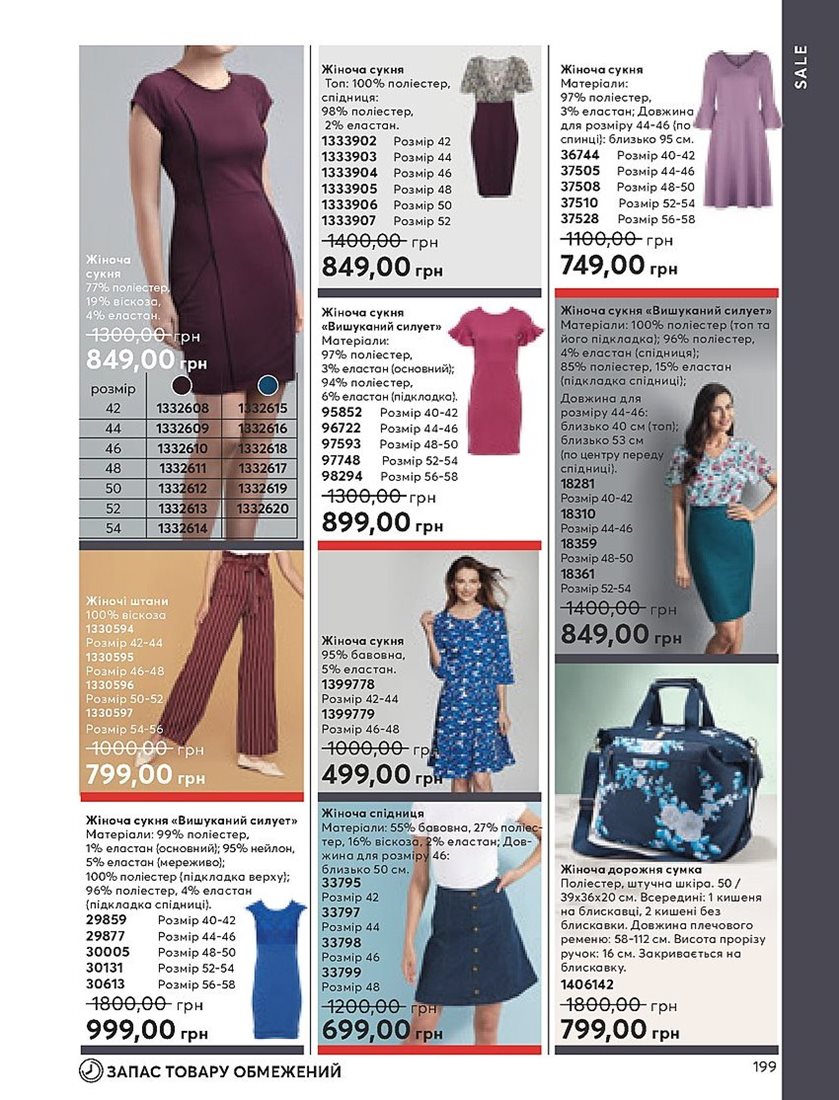 SALE
Жіноча
сукня
77% поліестер,
19% віскоза,
4% еластан.
1300,00 грн
849,00 грн
розмір
42 1332608 1332615
44 1332609 1332616
46 1332610 1332618
48 1332611 1332617
50 1332612 1332619
52 1332613 1332620
54 1332614
Жіноча сукня
Топ: 100% поліестер,
спідниця:
98% поліестер,
2% еластан.
1333902 Розмір 42
1333903 Розмір 44
1333904 Розмір 46
1333905 Розмір 48
1333906 Розмір 50
1333907 Розмір 52
1400,00 грн
849,00 грн
Жіноча сукня
Матеріали:
97% поліестер,
3% еластан; Довжина
для розміру 44-46 (по
спинці): близько 95 см.
36744 Розмір 40-42
37505 Розмір 44-46
37508 Розмір 48-50
37510 Розмір 52-54
37528 Розмір 56-58
1100,00 грн
749,00 грн
Жіноча сукня
«Вишуканий силует»
Матеріали:
97% поліестер,
3% еластан (основний);
94% поліестер,
6% еластан (підкладка).
95852 Розмір 40-42
96722 Розмір 44-46
97593 Розмір 48-50
97748 Розмір 52-54
98294 Розмір 56-58
1300,00 грн
899,00 грн
Жіноча сукня «Вишуканий силует»
Матеріали: 100% поліестер (топ та
його підкладка); 96% поліестер,
4% еластан (спідниця);
85% поліестер, 15% еластан
(підкладка спідниці);
Довжина для
розміру 44-46:
близько 40 см (топ);
близько 53 см
(по центру переду
спідниці).
18281
Розмір 40-42
18310
Розмір 44-46
18359
Розмір 48-50
18361
Розмір 52-54
1400,00 грн
849,00 грн
Жіночі штани
100% віскоза
1330594
Розмір 42-44
1330595
Розмір 46-48
1330596
Розмір 50-52
1330597
Розмір 54-56
1000,00 грн
799,00 грн
Жіноча сукня
95% бавовна,
5% еластан.
1399778
Розмір 42-44
1399779
Розмір 46-48
1000,00 грн
499,00 грн
Жіноча сукня «Вишуканий силует»
Матеріали: 99% поліестер,
1% еластан (основний); 95% нейлон,
5% еластан (мереживо);
100% поліестер (підкладка верху);
96% поліестер, 4% еластан
(підкладка спідниці).
29859 Розмір 40-42
29877 Розмір 44-46
30005 Розмір 48-50
30131 Розмір 52-54
30613 Розмір 56-58
1800,00 грн
999,00 грн
Жіноча спідниця
Матеріали: 55% бавовна, 27% поліес-
тер, 16% віскоза, 2% еластан; Дов-
жина для розміру 46:
близько 50 см.
33795
Розмір 42
33797
Розмір 44
33798
Розмір 46
33799
Розмір 48
1200,00 грн
699,00 грн
Жіноча дорожня сумка
Поліестер, штучна шкіра. 50 /
39х36х20 см. Всередині: 1 кишеня
на блискавці, 2 кишені без
блискавки. Довжина плечового
ременю: 58-112 см. Висота прорізу
ручок: 16 см. Закривається на
блискавку.
1406142
1800,00 грн
799,00 грн
ЗАПАС ТОВАРУ ОБМЕЖЕНИЙ
199